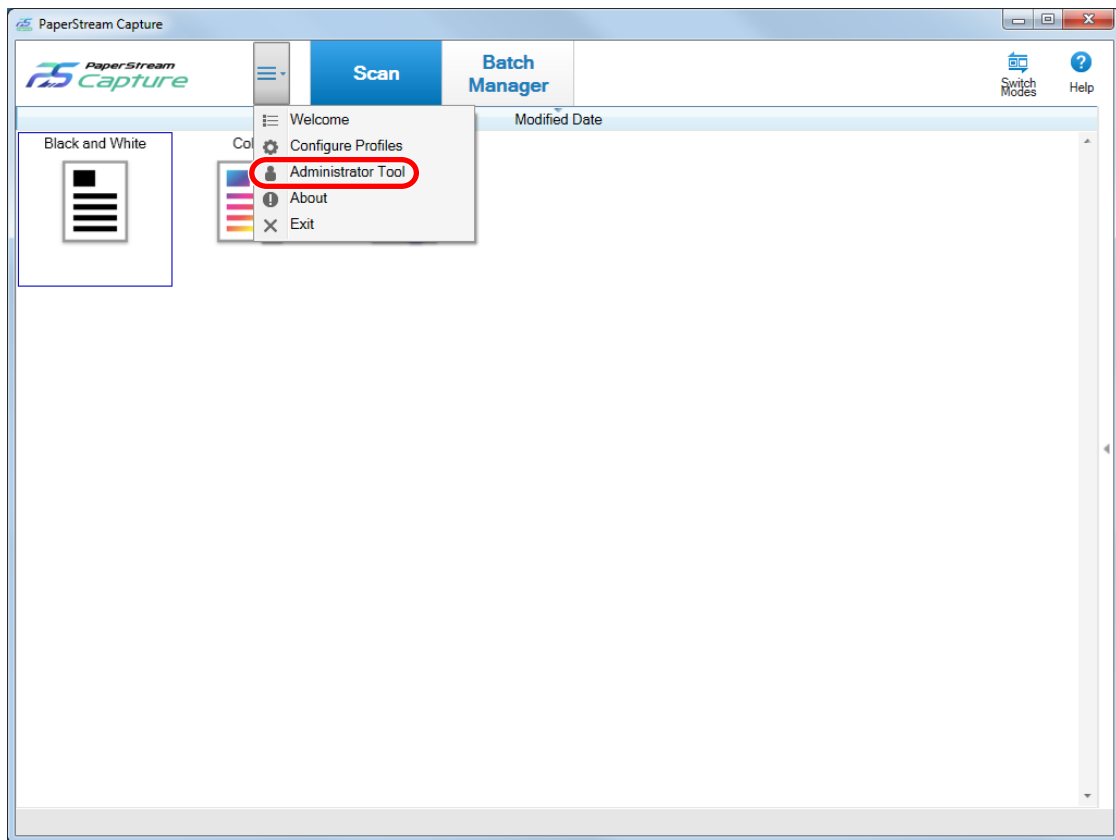 PaperStream Capture
PaperStream
Capture
Scan
Batch
Manager
Switch
Modes
Help
Modified Date
Welcome
Configure Profiles
Administrator Tool
About
Exit
Black and White